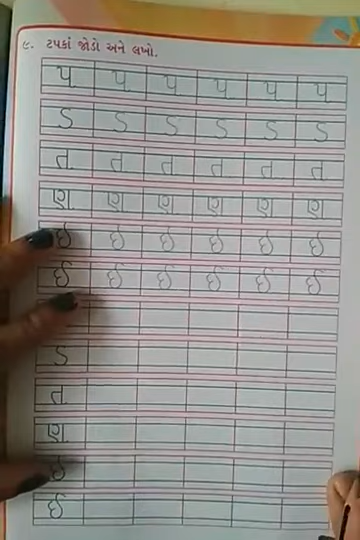 ૯. ટપકાં જોડો અને લખો.
પ પ પ પ પ પ
ડ ડ ડ ડ ડ ડ
ત ત ત ત ત ત
ણ ણ ણ ણ ણ ણ
ઇ ઇ ઇ ઇ ઇ ઇ
ઈ ઈ ઈ ઈ ઈ ઈ
ડ
ત
ણ
ઇ
ઈ